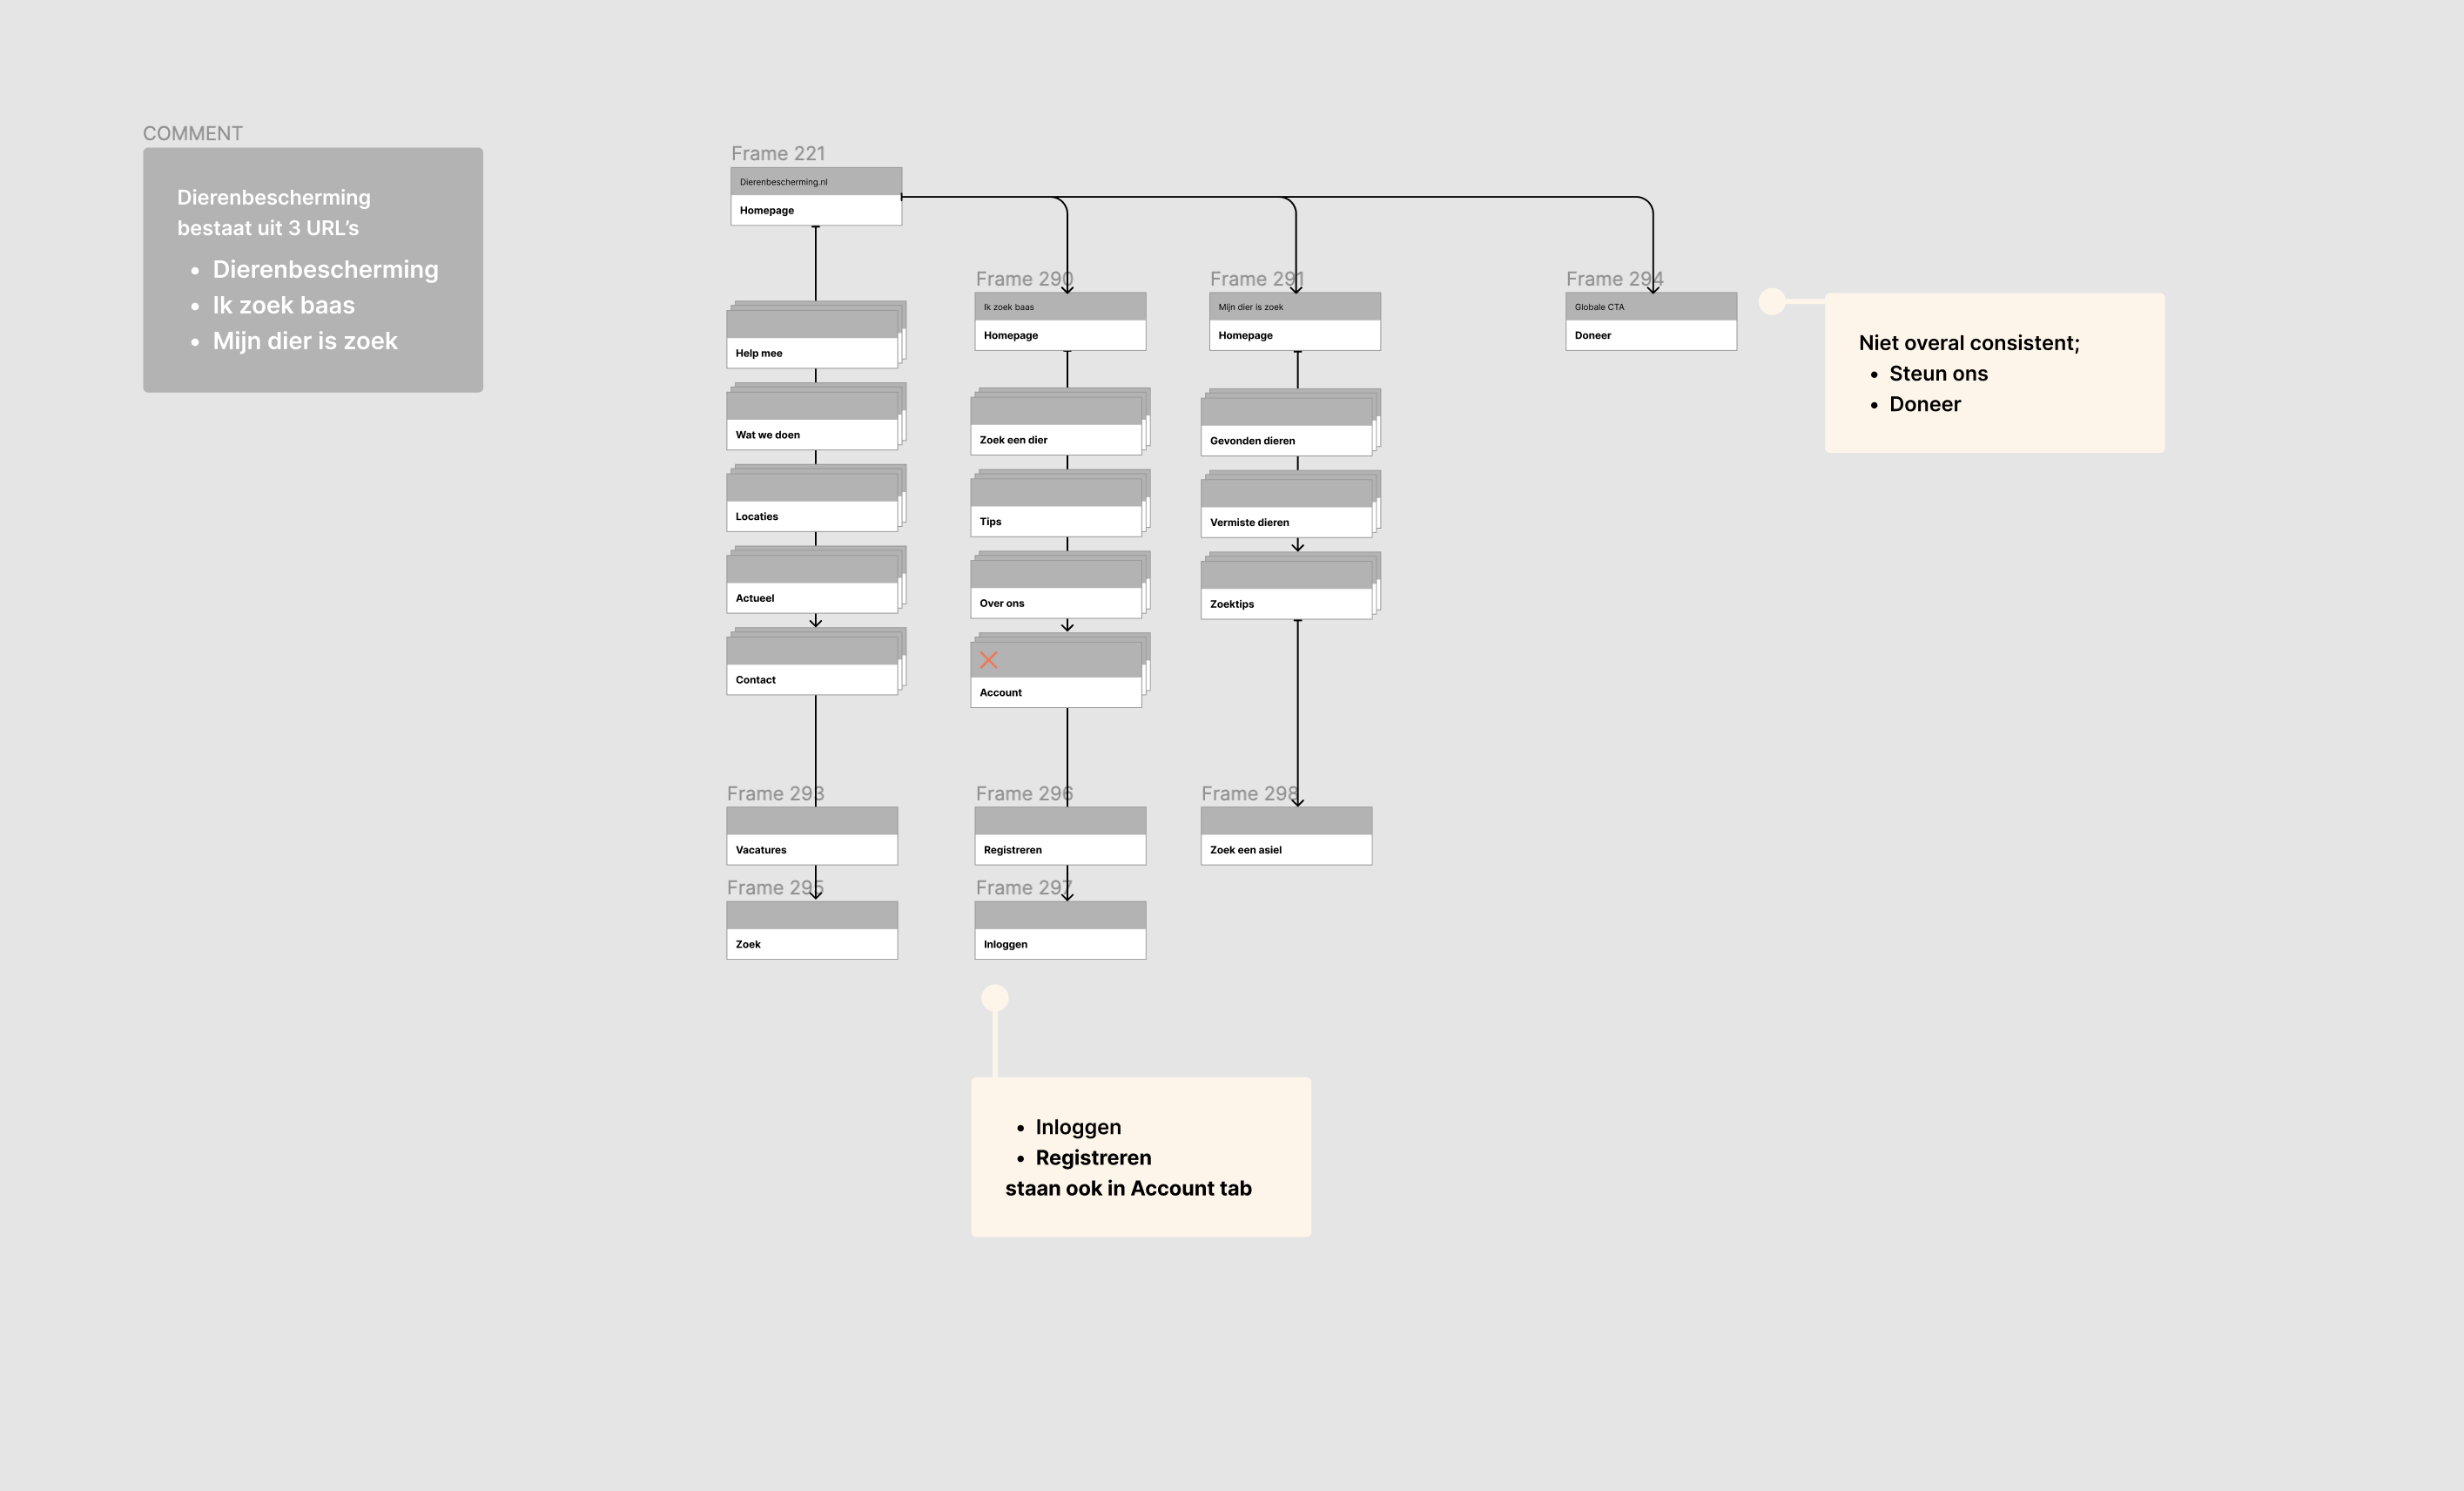 COMMENT
Dierenbescherming
bestaat uit 3 URL’s
• Dierenbescherming
• Ik zoek baas
• Mijn dier is zoek
Frame 221
Dierenbescherming.nl
Homepage
Help mee
Wat we doen
Locaties
Actueel
Contact
Frame 293
Vacatures
Frame 295
Zoek
Frame 290
Ik zoek baas
Homepage
Zoek een dier
Tips
Over ons
Account
Frame 296
Registreren
Frame 297
Inloggen
• Inloggen
• Registreren
staan ook in Account tab
Frame 291
Mijn dier is zoek
Homepage
Gevonden dieren
Vermiste dieren
Zoektips
Frame 298
Zoek een asiel
Frame 294
Globale CTA
Doneer
Niet overal consistent;
• Steun ons
• Doneer